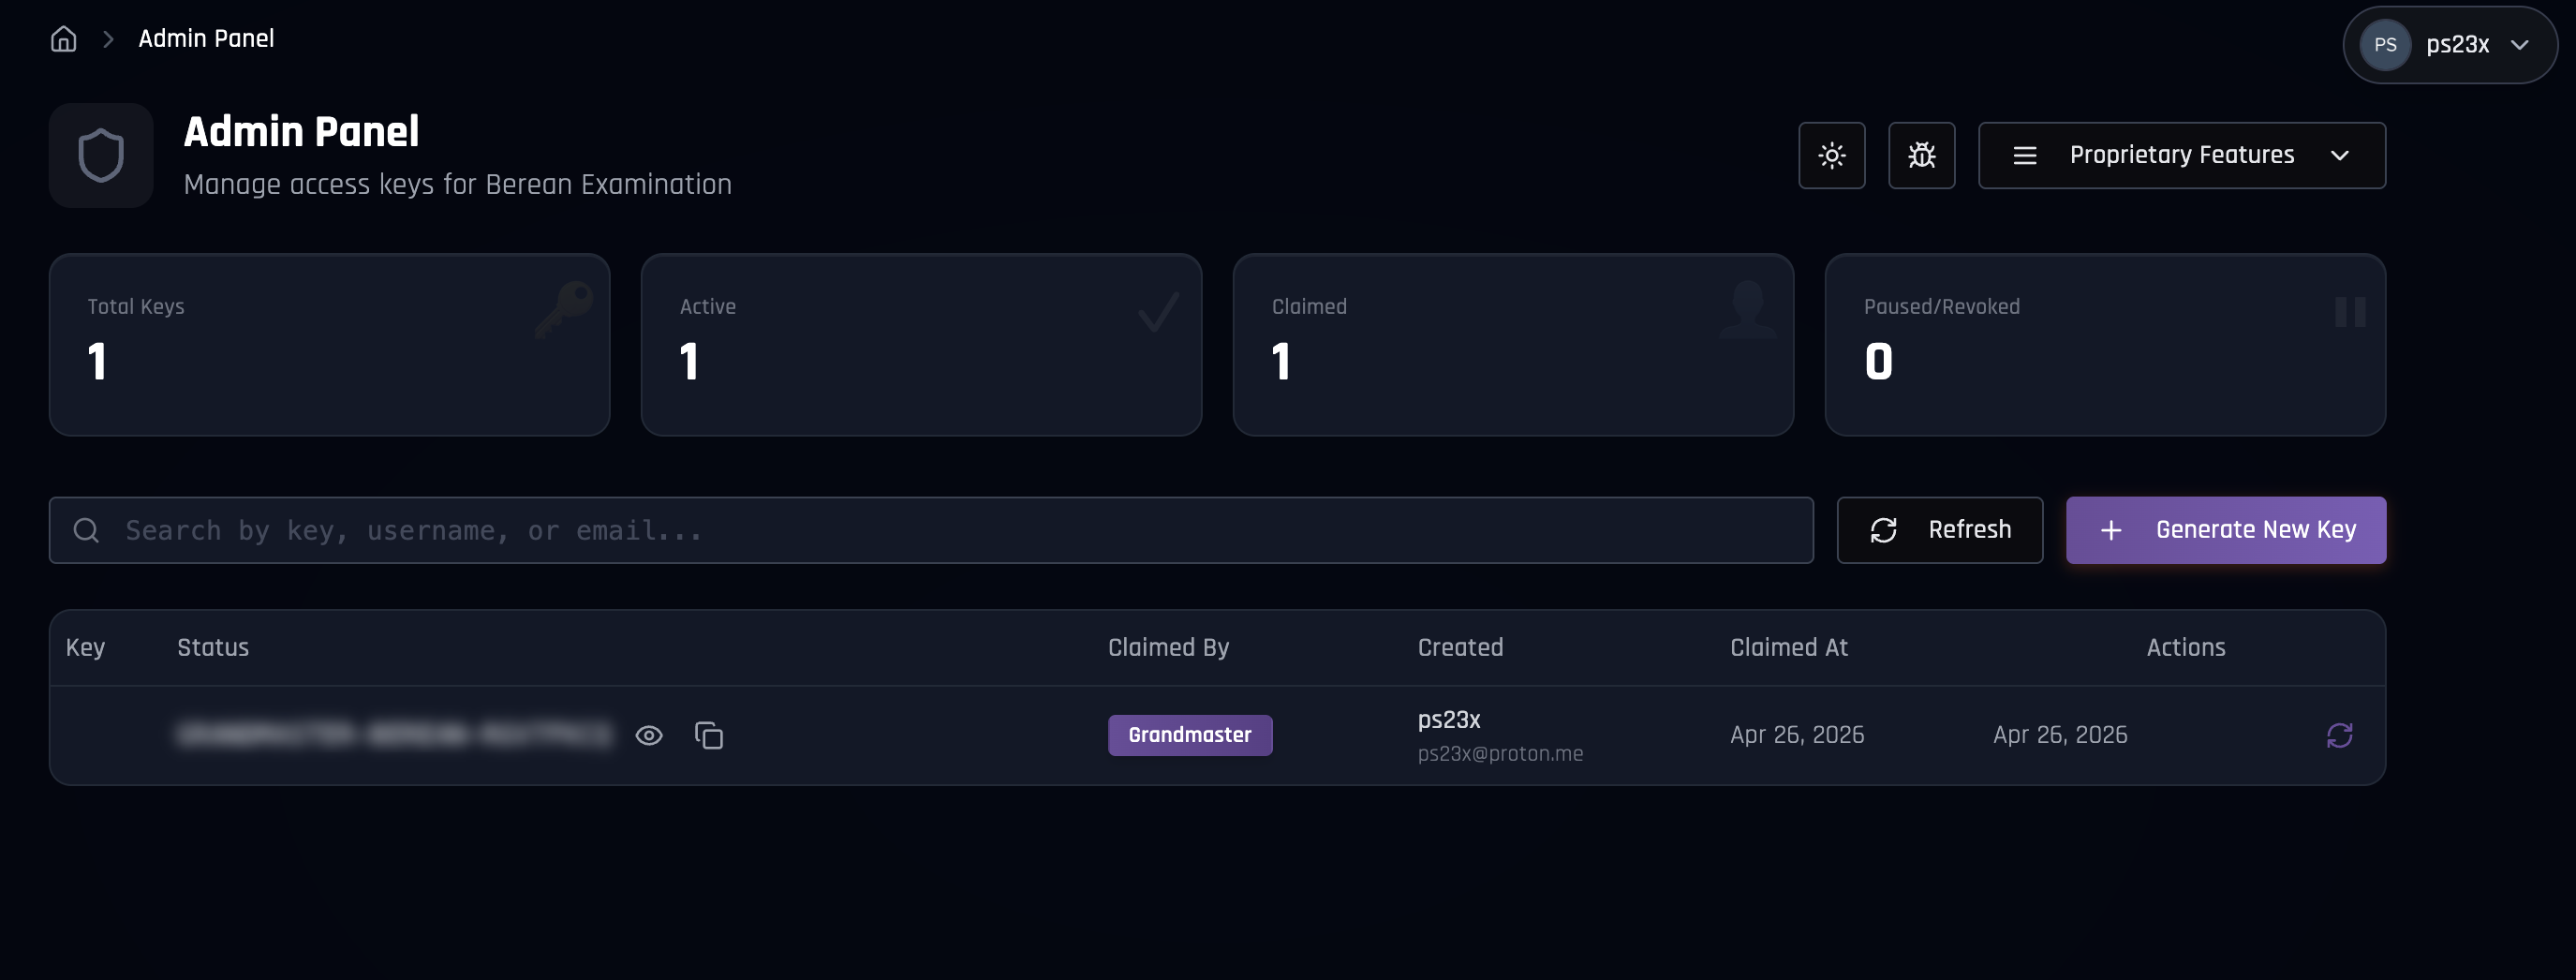 Admin Panel
PS ps23x
Admin Panel
Manage access keys for Berean Examination
Proprietary Features
Total Keys
1
Active
1
Claimed
1
Paused/Revoked
0
Search by key, username, or email...
Refresh
Generate New Key
Key Status Claimed By Created Claimed At Actions
Grandmaster ps23x Apr 26, 2026 Apr 26, 2026
ps23x@proton.me